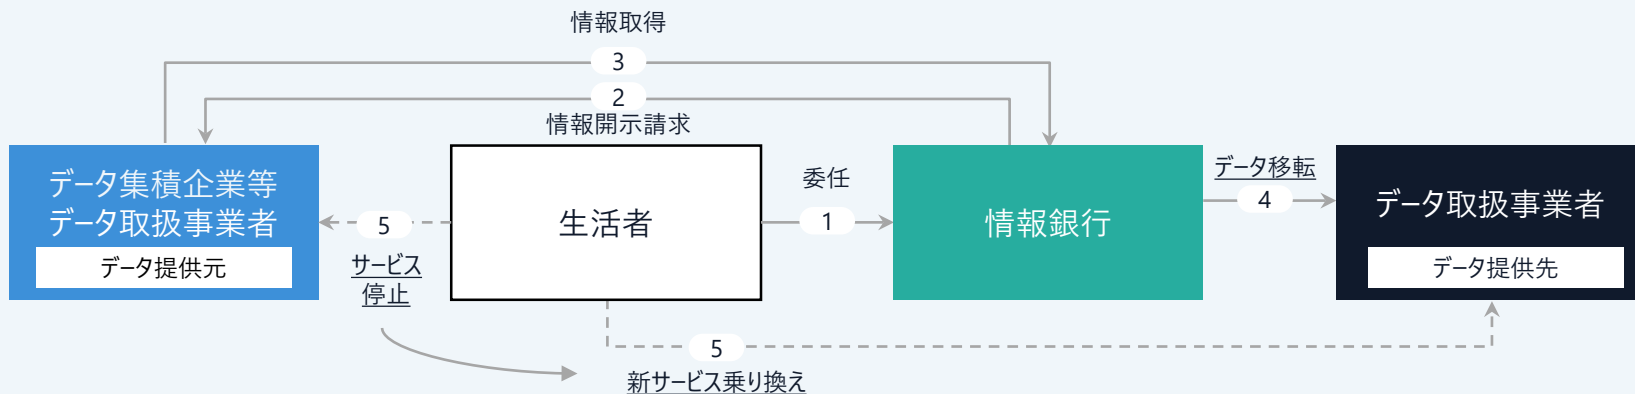 情報取得
3
2
情報開示請求
データ集積企業等
データ取扱事業者
データ提供元
5
サービス
停止
生活者
委任
1
情報銀行
データ移転
4
データ取扱事業者
データ提供先
5
新サービス乗り換え